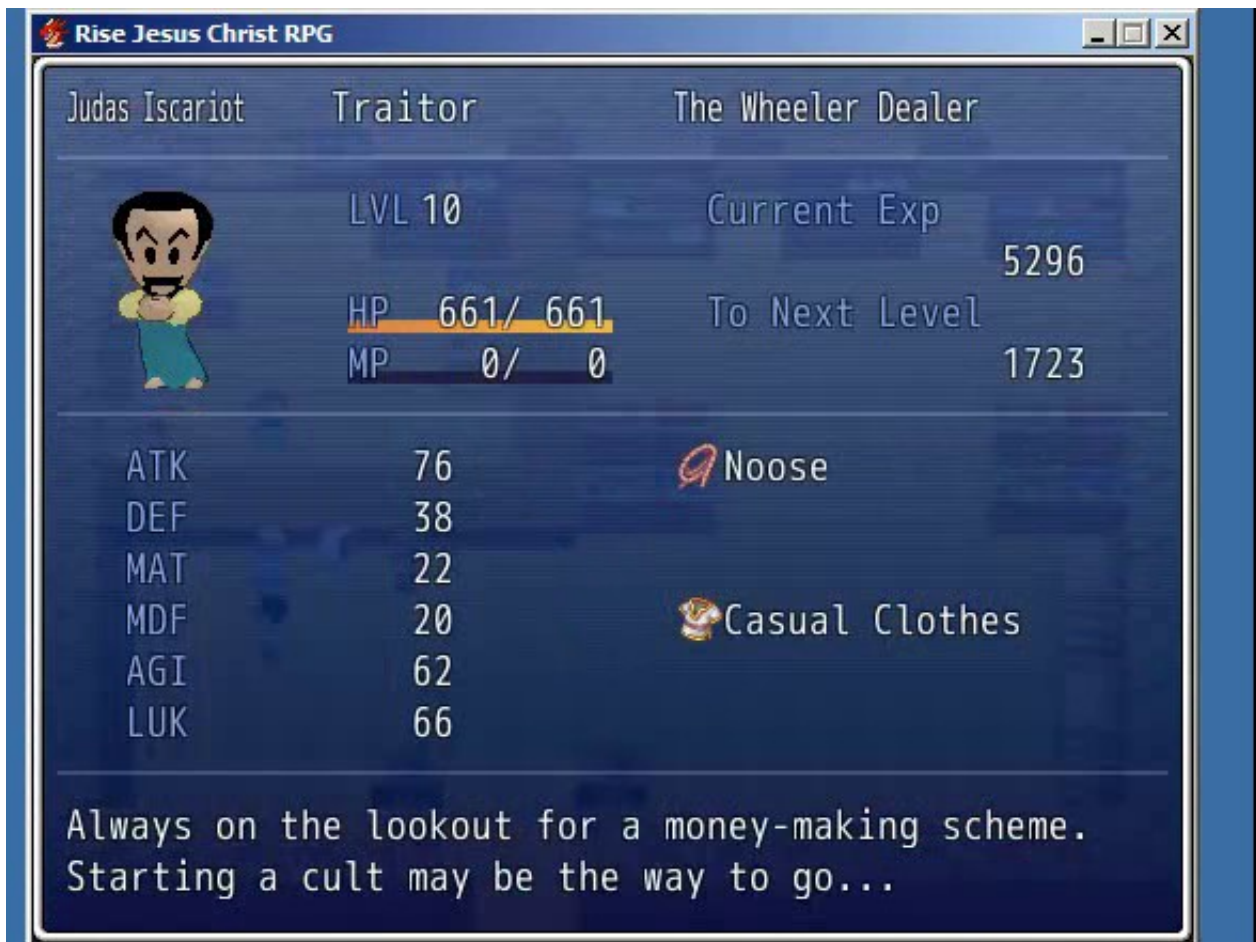 Rise Jesus Christ RPG
Judas Iscariot Traitor The Wheeler Dealer
LVL 10 Current Exp
5296
HP 661/ 661 To Next Level
MP 0/ 0 1723
ATK 76 Noose
DEF 38
MAT 22
MDF 20 Casual Clothes
AGI 62
LUK 66
Always on the lookout for a money-making scheme.
Starting a cult may be the way to go...